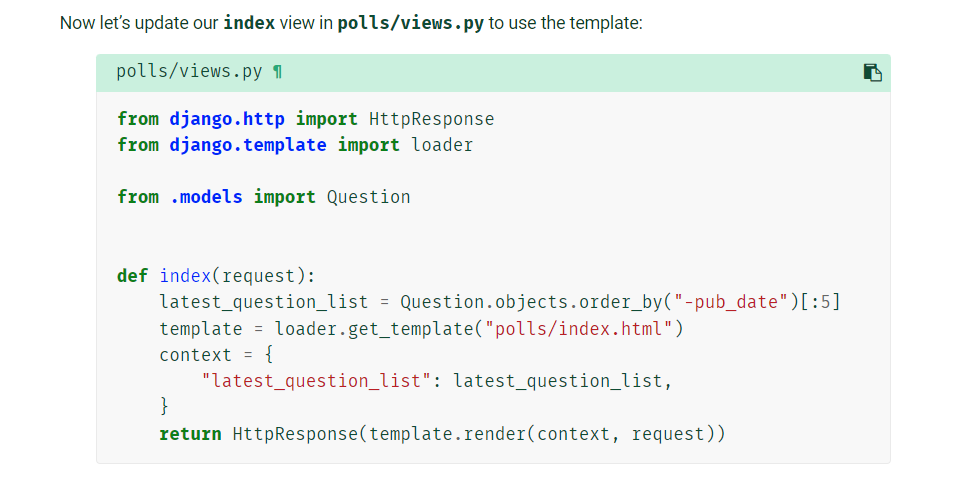 Now let’s update our index view in polls/views.py to use the template:
polls/views.py ¶
from django.http import HttpResponse
from django.template import loader
from .models import Question
def index(request):
    latest_question_list = Question.objects.order_by("-pub_date")[:5]
    template = loader.get_template("polls/index.html")
    context = {
        "latest_question_list": latest_question_list,
    }
    return HttpResponse(template.render(context, request))